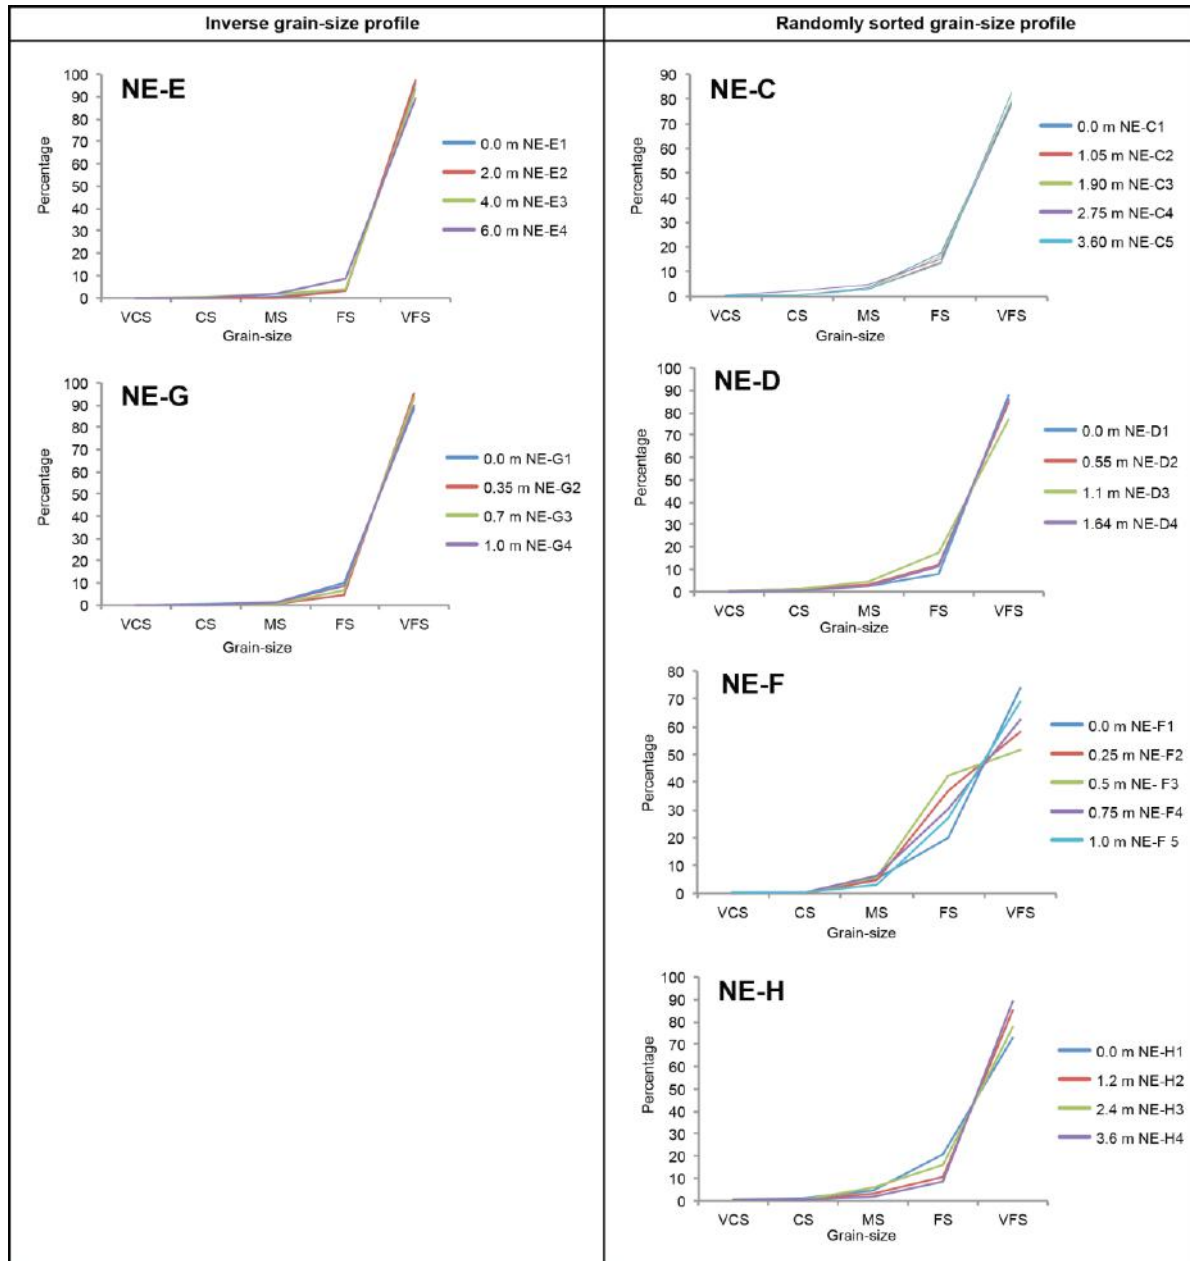 Inverse grain-size profile
Randomly sorted grain-size profile
NE-E
100
90
80
70
60
50
40
30
20
10
0
Percentage
VCS CS MS FS VFS
Grain-size
0.0 m NE-E1
2.0 m NE-E2
4.0 m NE-E3
6.0 m NE-E4
NE-G
100
90
80
70
60
50
40
30
20
10
0
Percentage
VCS CS MS FS VFS
Grain-size
0.0 m NE-G1
0.35 m NE-G2
0.7 m NE-G3
1.0 m NE-G4
NE-C
90
80
70
60
50
40
30
20
10
0
Percentage
VCS CS MS FS VFS
Grain-size
0.0 m NE-C1
1.05 m NE-C2
1.90 m NE-C3
2.75 m NE-C4
3.60 m NE-C5
NE-D
100
90
80
70
60
50
40
30
20
10
0
Percentage
VCS CS MS FS VFS
Grain-size
0.0 m NE-D1
0.55 m NE-D2
1.1 m NE-D3
1.64 m NE-D4
NE-F
80
70
60
50
40
30
20
10
0
Percentage
VCS CS MS FS VFS
Grain-size
0.0 m NE-F1
0.25 m NE-F2
0.5 m NE- F3
0.75 m NE-F4
1.0 m NE-F 5
NE-H
100
90
80
70
60
50
40
30
20
10
0
Percentage
VCS CS MS FS VFS
Grain-size
0.0 m NE-H1
1.2 m NE-H2
2.4 m NE-H3
3.6 m NE-H4